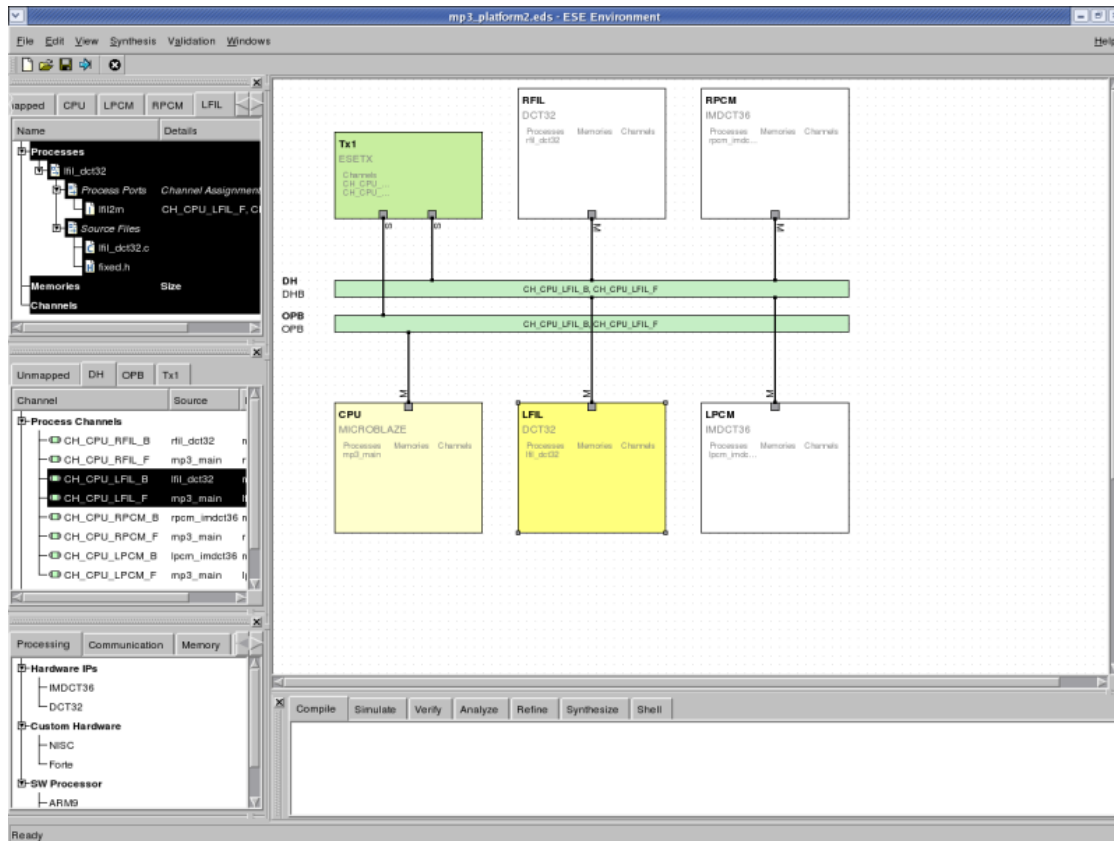 mp3_platform2.eds - ESE Environment
File Edit View Synthesis Validation Windows Help
apped CPU LPCM RPCM LFIL
Name Details
Processes
lfil_dct32
Process Ports Channel Assignment
lfil2m CH_CPU_LFIL_F,
Source Files
lfil_dct32.c
fixed.h
Memories Size
Channels
Unmapped DH OPB Tx1
Channel Source
Process Channels
CH_CPU_RFIL_B rfil_dct32
CH_CPU_RFIL_F mp3_main
CH_CPU_LFIL_B lfil_dct32
CH_CPU_LFIL_F mp3_main
CH_CPU_RPCM_B rpcm_imdct36
CH_CPU_RPCM_F mp3_main
CH_CPU_LPCM_B lpcm_imdct36
CH_CPU_LPCM_F mp3_main
Processing Communication Memory
Hardware IPs
IMDCT36
DCT32
Custom Hardware
NISC
Forte
SW Processor
ARM9
Tx1
ESETX
Channels
CH_CPU_...
CH_CPU_...
S S
RFIL
DCT32
Processes Memories Channels
rfil_dct32
M
RPCM
IMDCT36
Processes Memories Channels
rpcm_imdc...
M
DH
DHB
CH_CPU_LFIL_B, CH_CPU_LFIL_F
OPB
OPB
CH_CPU_LFIL_B, CH_CPU_LFIL_F
M
CPU
MICROBLAZE
Processes Memories Channels
mp3_main
M
LFIL
DCT32
Processes Memories Channels
lfil_dct32
M
LPCM
IMDCT36
Processes Memories Channels
lpcm_imdc...
Compile Simulate Verify Analyze Refine Synthesize Shell
Ready